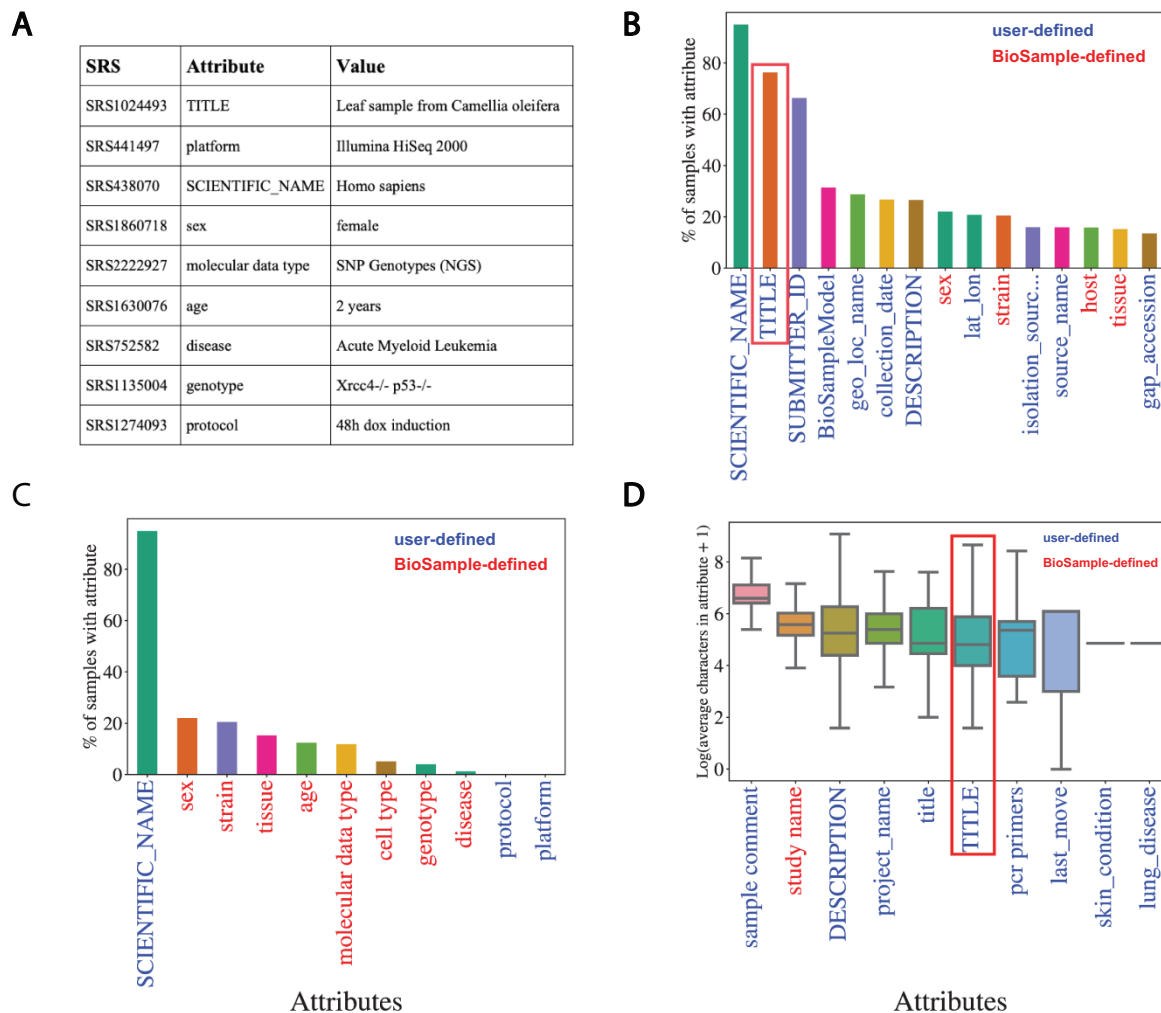 A
SRS Attribute Value
SRS1024493 TITLE Leaf sample from Camellia oleifera
SRS441497 platform Illumina HiSeq 2000
SRS438070 SCIENTIFIC_NAME Homo sapiens
SRS1860718 sex female
SRS2222927 molecular data type SNP Genotypes (NGS)
SRS1630076 age 2 years
SRS752582 disease Acute Myeloid Leukemia
SRS1135004 genotype Xrcc4-/- p53-/-
SRS1274093 protocol 48h dox induction
B
user-defined
BioSample-defined
% of samples with attribute
80
60
40
20
0
SCIENTIFIC_NAME
TITLE
SUBMITTER_ID
BioSampleModel
geo_loc_name
collection_date
DESCRIPTION
sex
lat_lon
strain
isolation_sourc...
source_name
host
tissue
gap_accession
C
user-defined
BioSample-defined
% of samples with attribute
80
60
40
20
0
SCIENTIFIC_NAME
sex
strain
tissue
age
molecular data type
cell type
genotype
disease
protocol
platform
Attributes
D
user-defined
BioSample-defined
Log(average characters in attribute + 1)
8
6
4
2
0
sample comment
study name
DESCRIPTION
project_name
title
TITLE
pcr primers
last_move
skin_condition
lung_disease
Attributes